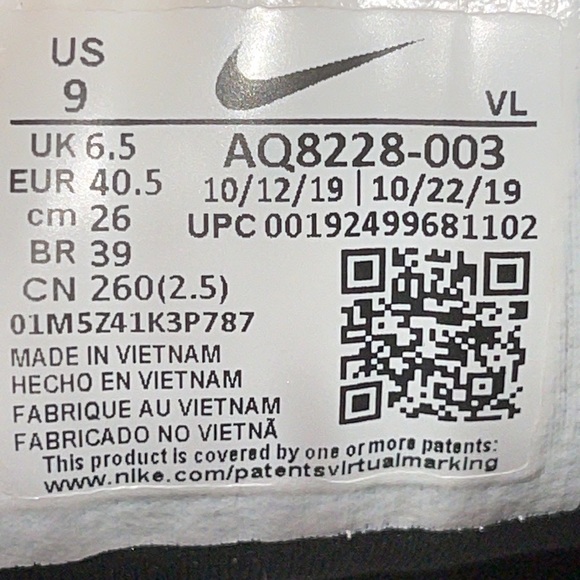 US
9
VL
UK 6.5
EUR 40.5
cm 26
BR 39
CN 260(2.5)
AQ8228-003
10/12/19 | 10/22/19
UPC 00192499681102
01M5Z41K3P787
MADE IN VIETNAM
HECHO EN VIETNAM
FABRIQUE AU VIETNAM
FABRICADO NO VIETNÃ
This product is covered by one or more patents:
www.nike.com/patentsvirtualmarking